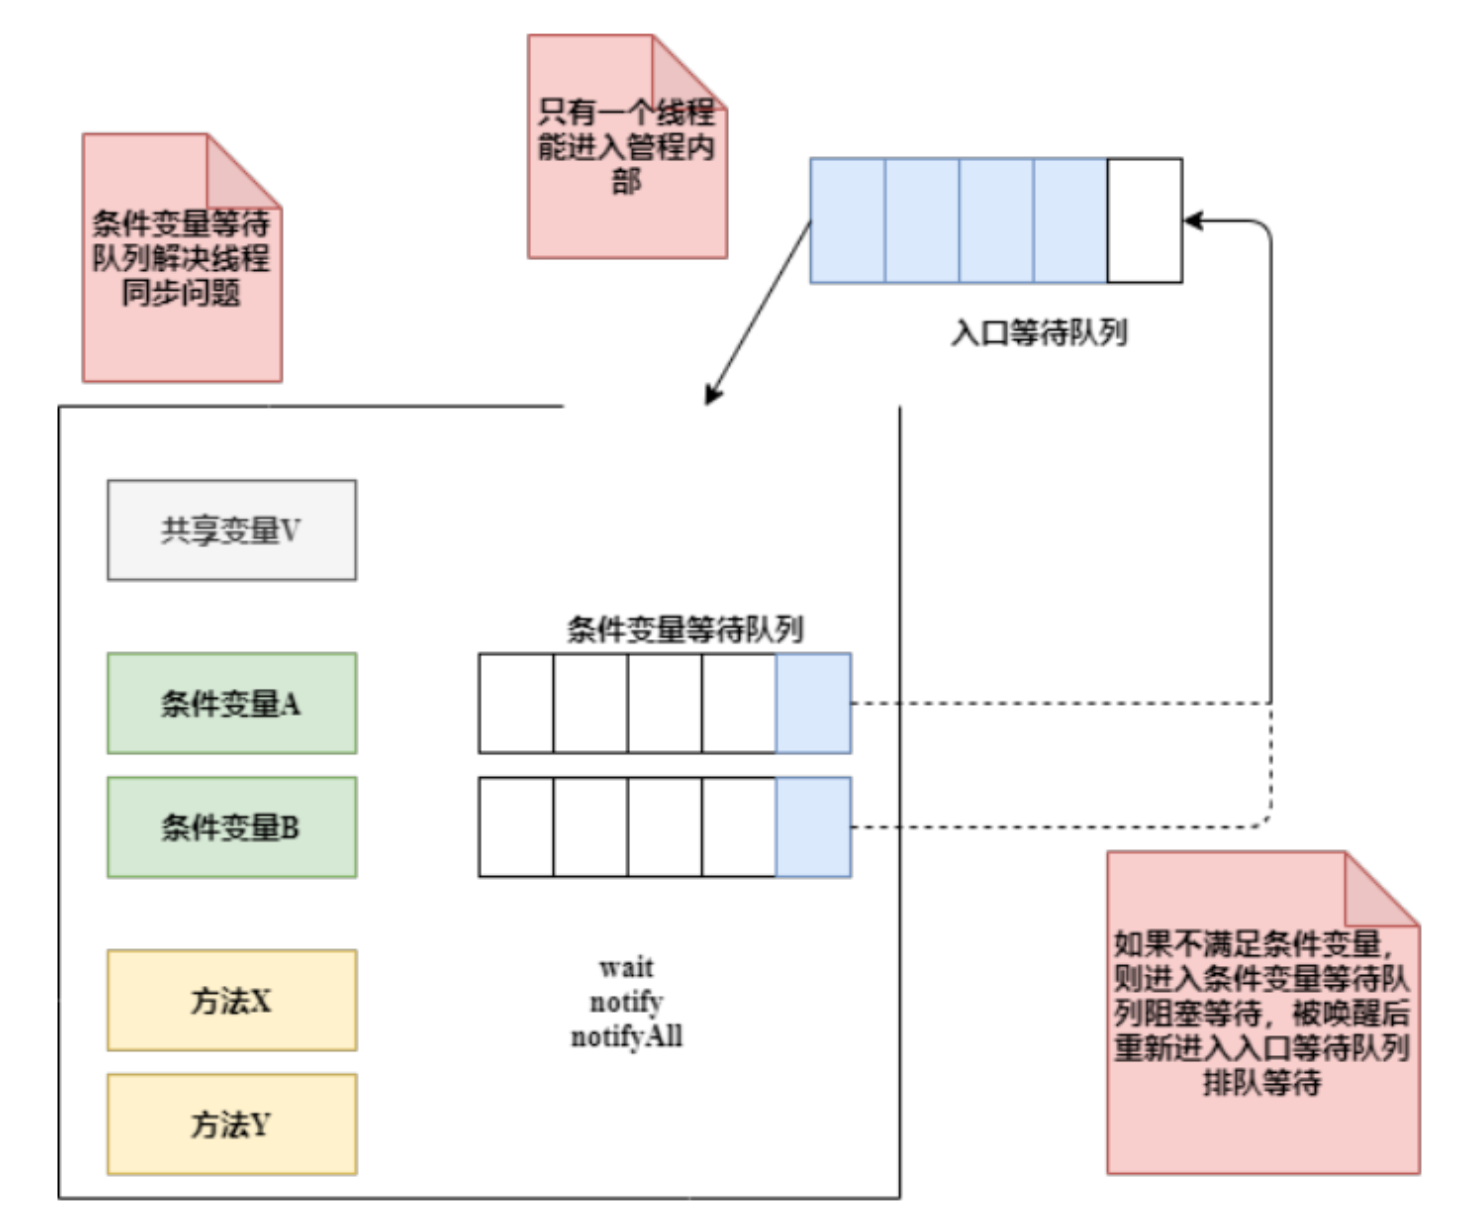 只有一个线程
能进入管程内
部
条件变量等待
队列解决线程
同步问题
入口等待队列
共享变量V
条件变量等待队列
条件变量A
条件变量B
方法X
wait
notify
notifyAll
方法Y
如果不满足条件变量，
则进入条件变量等待队
列阻塞等待，被唤醒后
重新进入入口等待队列
排队等待